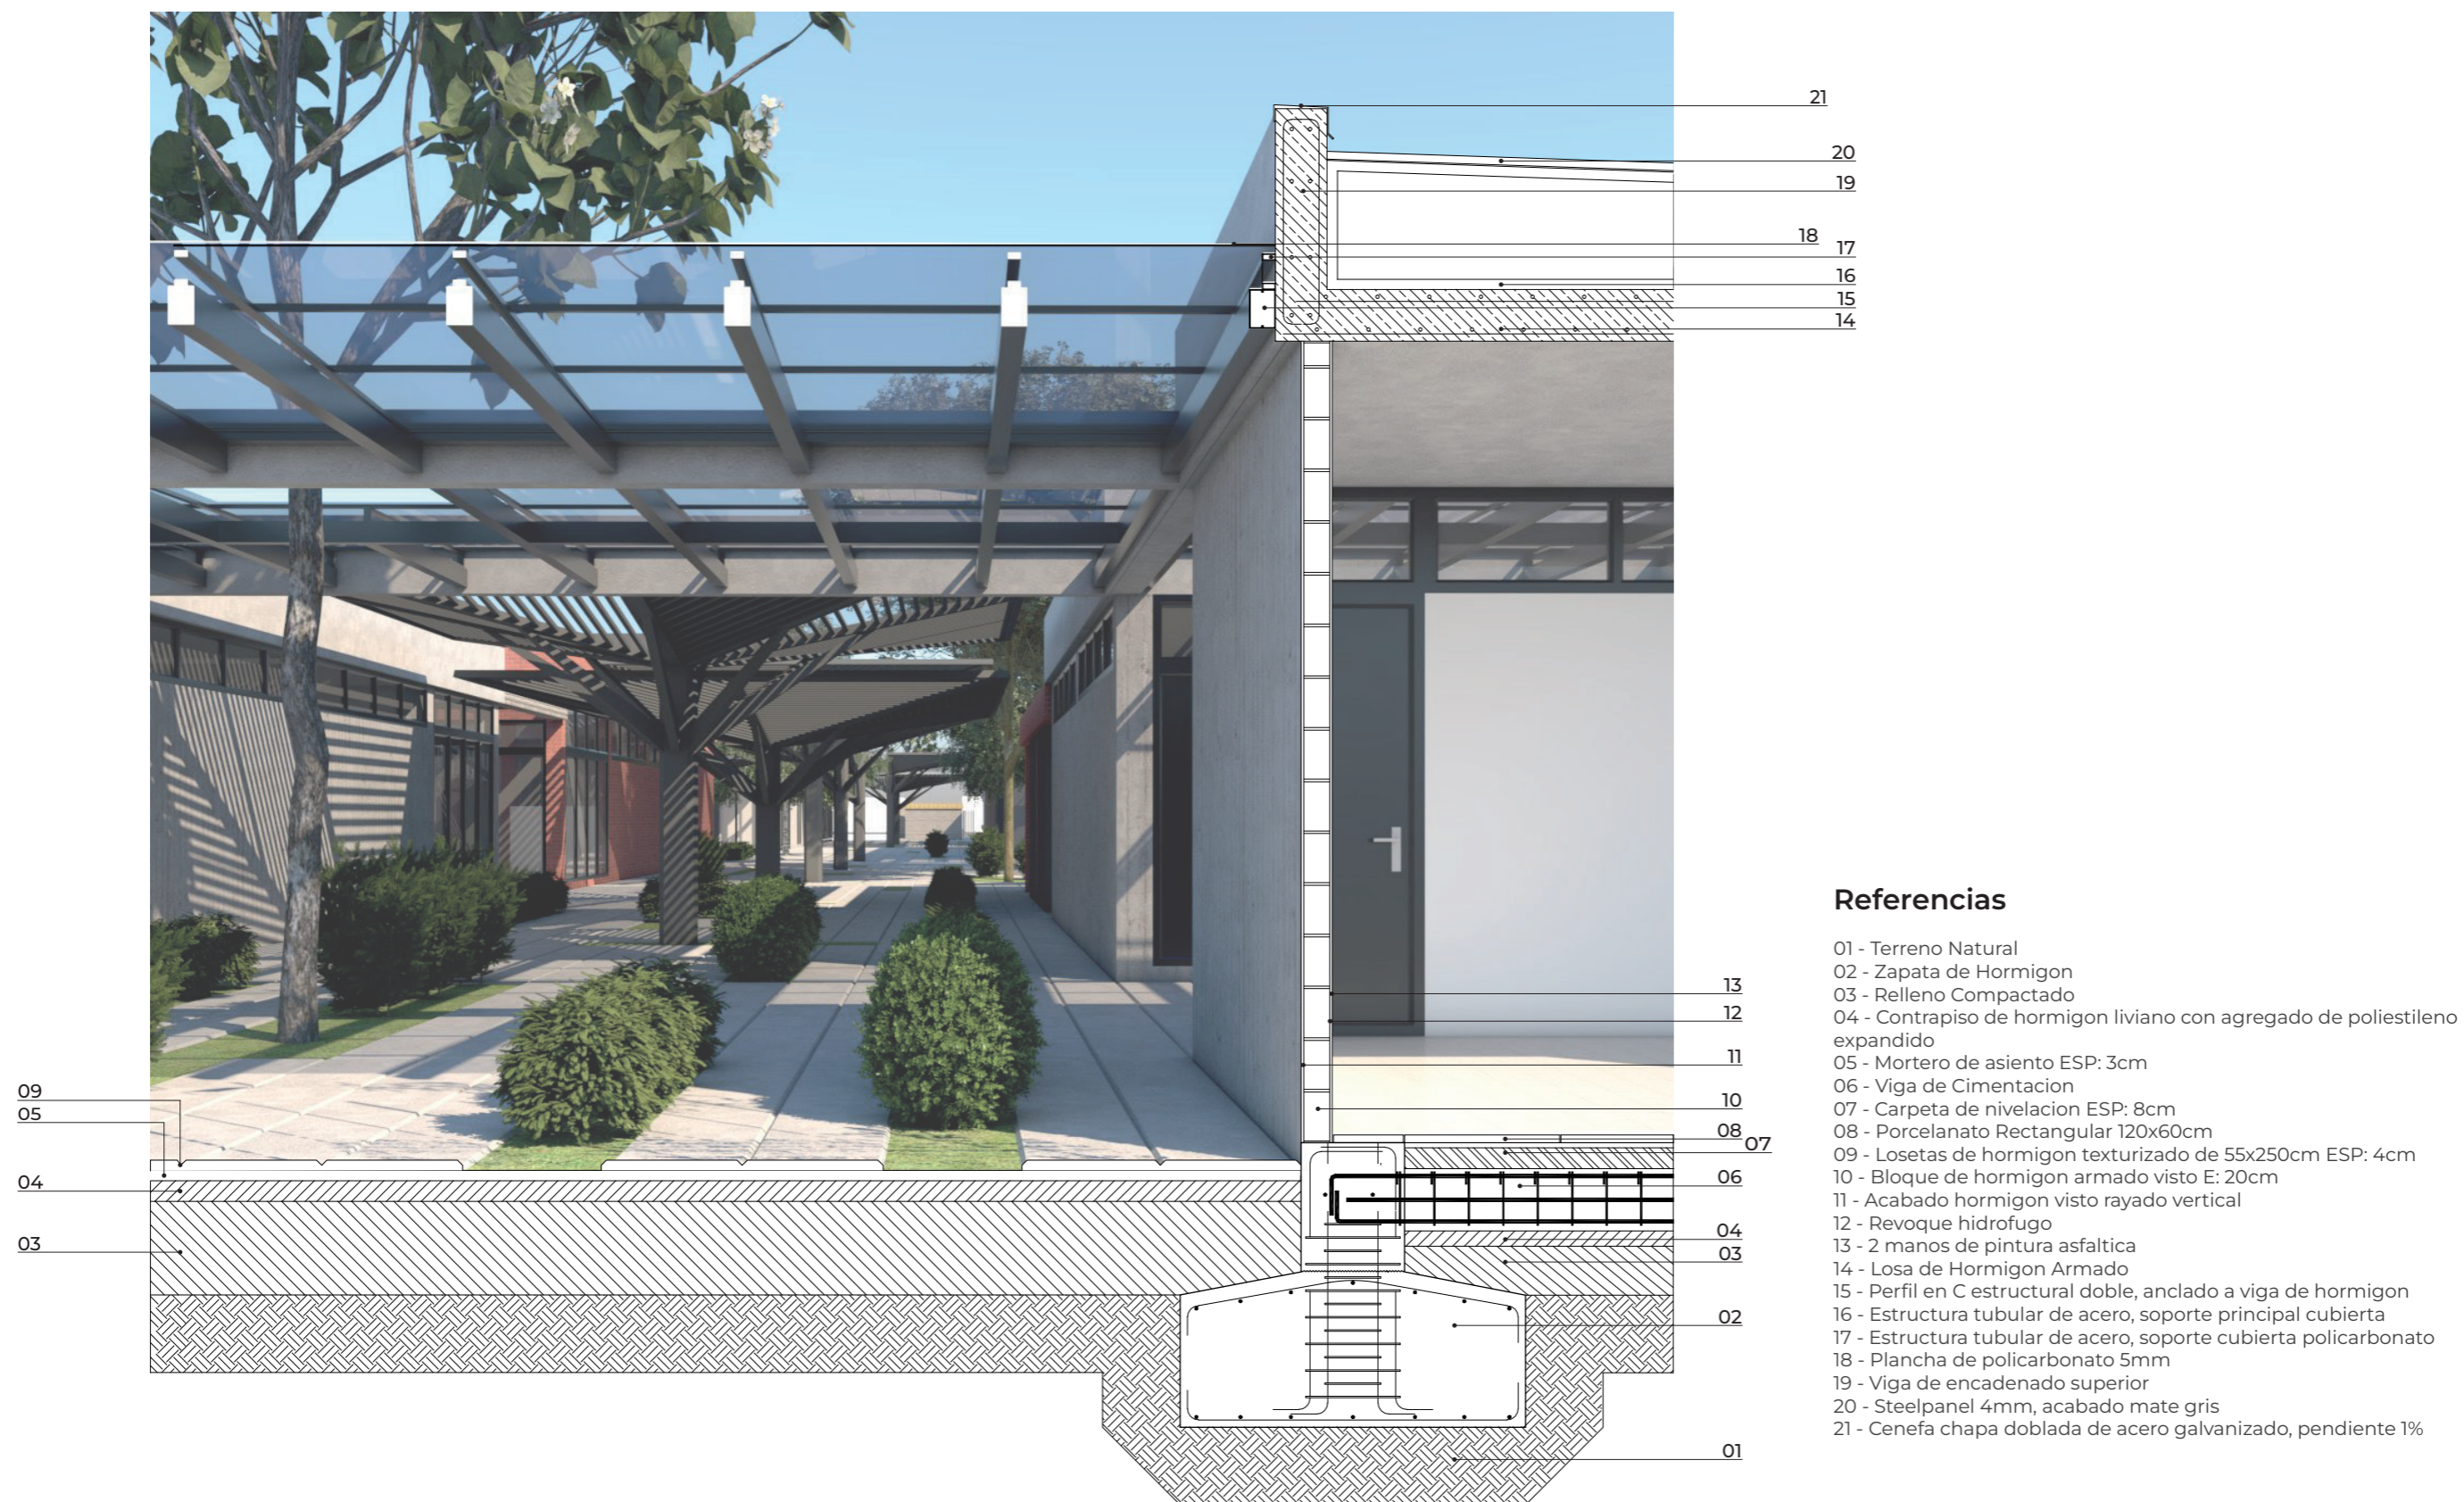 21
20
19
18
17
16
15
14
13
12
11
10
09
08
07
05
06
04
04
03
03
02
01
Referencias
01 - Terreno Natural
02 - Zapata de Hormigon
03 - Relleno Compactado
04 - Contrapiso de hormigon liviano con agregado de poliestileno
expandido
05 - Mortero de asiento ESP: 3cm
06 - Viga de Cimentacion
07 - Carpeta de nivelacion ESP: 8cm
08 - Porcelanato Rectangular 120x60cm
09 - Losetas de hormigon texturizado de 55x250cm ESP: 4cm
10 - Bloque de hormigon armado visto E: 20cm
11 - Acabado hormigon visto rayado vertical
12 - Revoque hidrofugo
13 - 2 manos de pintura asfaltica
14 - Losa de Hormigon Armado
15 - Perfil en C estructural doble, anclado a viga de hormigon
16 - Estructura tubular de acero, soporte principal cubierta
17 - Estructura tubular de acero, soporte cubierta policarbonato
18 - Plancha de policarbonato 5mm
19 - Viga de encadenado superior
20 - Steelpanel 4mm, acabado mate gris
21 - Cenefa chapa doblada de acero galvanizado, pendiente 1%